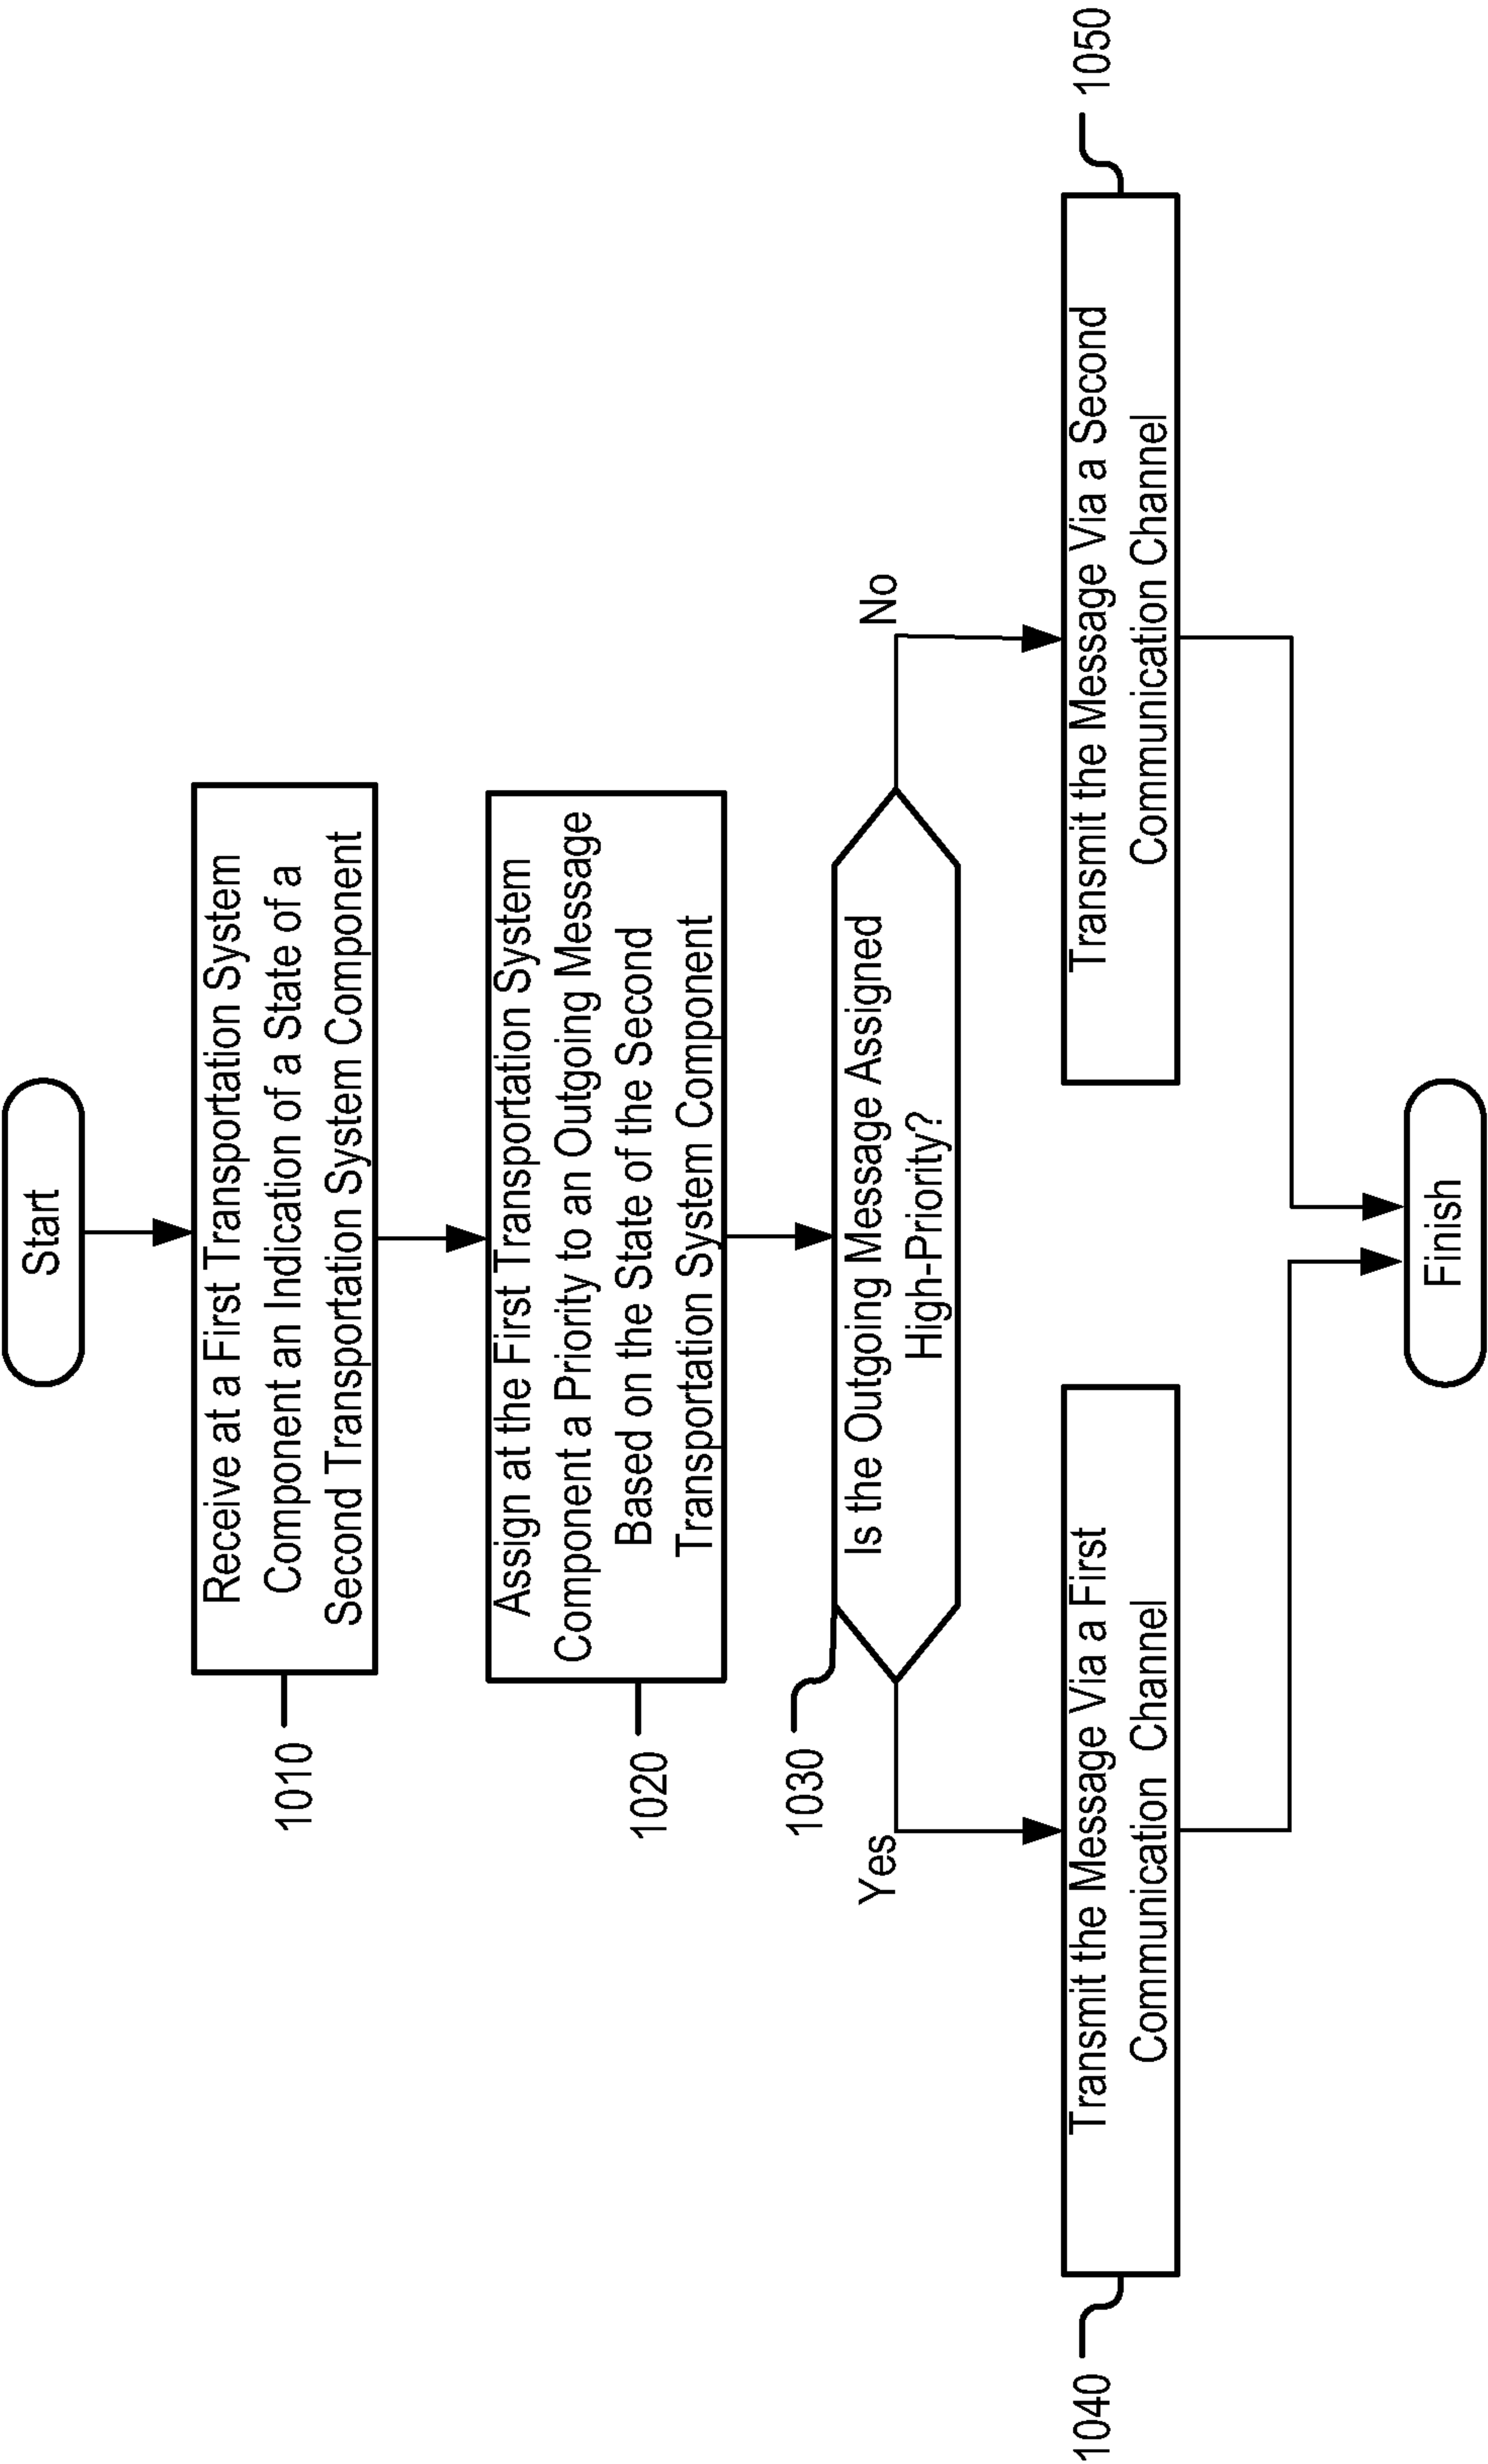 Start
Receive at a First Transportation System
Component an Indication of a State of a
Second Transportation System Component
1010
Assign at the First Transportation System
Component a Priority to an Outgoing Message
Based on the State of the Second
Transportation System Component
1020
1030
Is the Outgoing Message Assigned
High-Priority?
Yes
No
1040
Transmit the Message Via a First
Communication Channel
Transmit the Message Via a Second
Communication Channel
1050
Finish